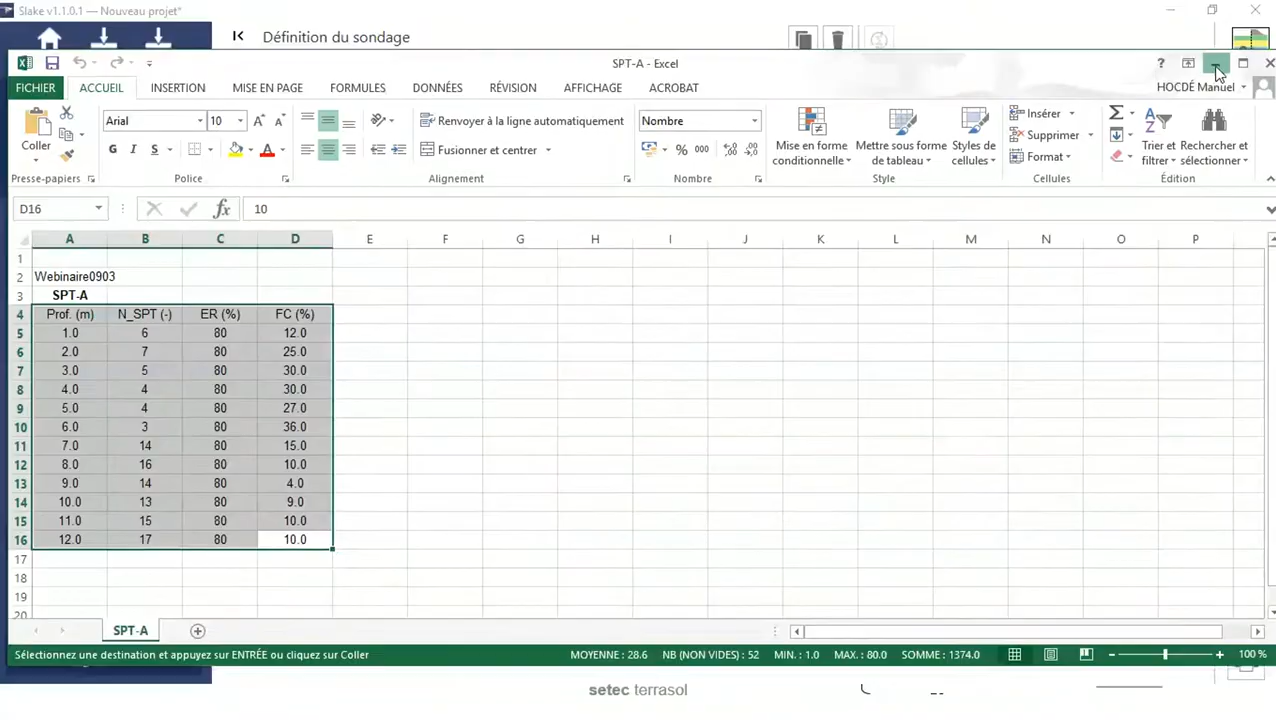 Slake v1.1.0.1 - Nouveau projet*
Définition du sondage
SPT-A - Excel
?
FICHIER ACCUEIL INSERTION MISE EN PAGE FORMULES DONNÉES RÉVISION AFFICHAGE ACROBAT
HOCDÉ Manuel
Coller
Arial 10
G I S
Renvoyer à la ligne automatiquement
Fusionner et centrer
Nombre
% 000
Mise en forme conditionnelle
Mettre sous forme de tableau
Styles de cellules
Insérer
Supprimer
Format
Trier et filtrer
Rechercher et sélectionner
Presse-papiers Police Alignement Nombre Style Cellules Édition
D16 fx 10
A B C D E F G H I J K L M N O P
1
2 Webinaire0903
3 SPT-A
4 Prof. (m) N_SPT (-) ER (%) FC (%)
5 1.0 6 80 12.0
6 2.0 7 80 25.0
7 3.0 5 80 30.0
8 4.0 4 80 30.0
9 5.0 4 80 27.0
10 6.0 3 80 36.0
11 7.0 14 80 15.0
12 8.0 16 80 10.0
13 9.0 14 80 4.0
14 10.0 13 80 9.0
15 11.0 15 80 10.0
16 12.0 17 80 10.0
17
18
19
20
SPT-A
Sélectionnez une destination et appuyez sur ENTRÉE ou cliquez sur Coller MOYENNE : 28.6 NB (NON VIDES) : 52 MIN. : 1.0 MAX. : 80.0 SOMME : 1374.0 100 %
setec terrasol